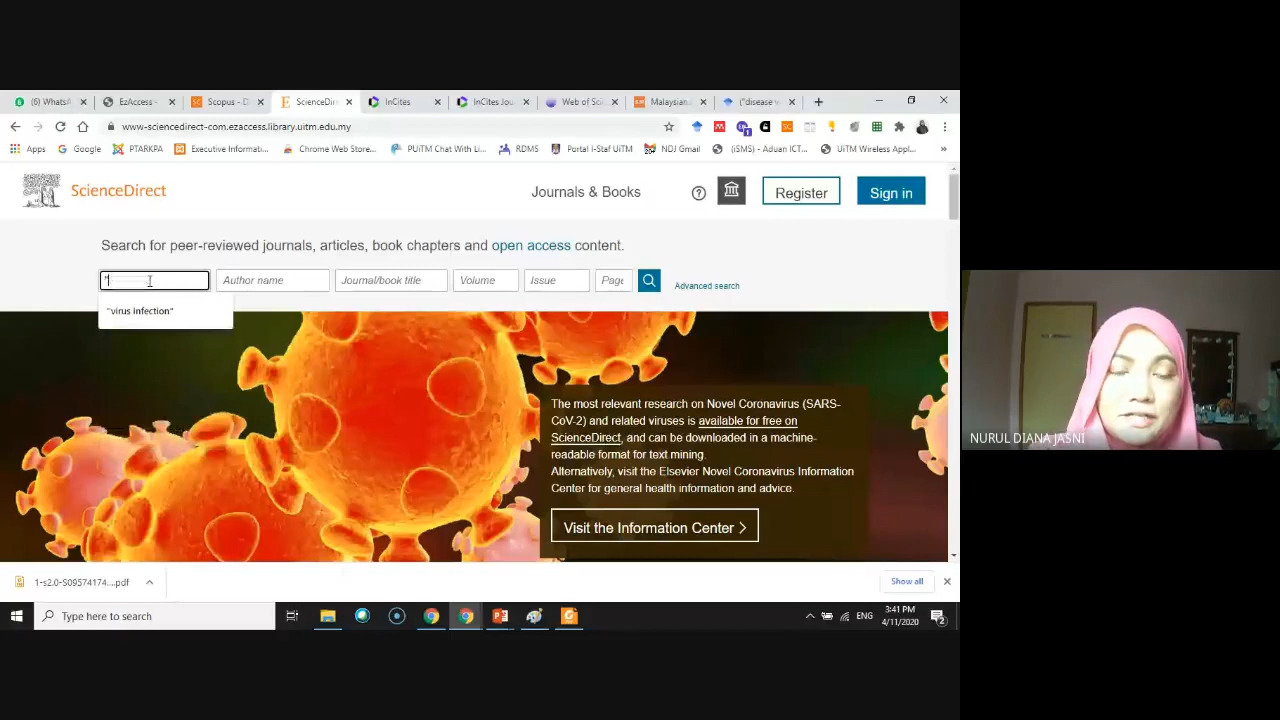 (6) WhatsA
EzAccess -
Scopus - D
ScienceDire
InCites
InCites Jou
Web of Scie
Malaysian
("disease w
www-sciencedirect-com.ezaccess.library.uitm.edu.my
Apps
Google
PTARKPA
Executive Informati...
Chrome Web Store...
PUiTM Chat With Li...
RDMS
Portal I-Staf UiTM
NDJ Gmail
(iSMS) - Aduan ICT...
UiTM Wireless Appl...
ScienceDirect
Journals & Books
Register
Sign in
Search for peer-reviewed journals, articles, book chapters and open access content.
"
Author name
Journal/book title
Volume
Issue
Page
Advanced search
"virus infection"
The most relevant research on Novel Coronavirus (SARS-
CoV-2) and related viruses is available for free on
ScienceDirect, and can be downloaded in a machine-
readable format for text mining.
Alternatively, visit the Elsevier Novel Coronavirus Information
Center for general health information and advice.
Visit the Information Center
NURUL DIANA JASNI
1-s2.0-S09574174....pdf
Show all
Type here to search
ENG
3:41 PM
4/11/2020
2